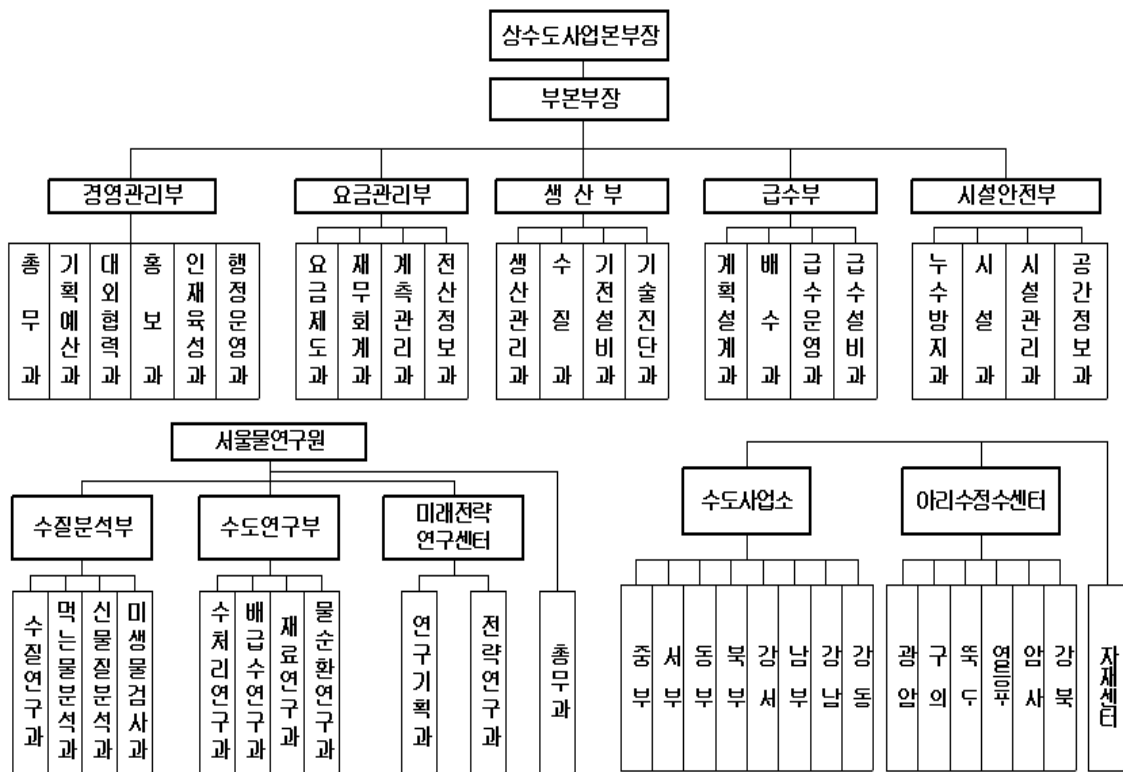 상수도사업본부장
부본부장
경영관리부
요금관리부
생 산 부
급수부
시설안전부
총무과
기획예산과
대외협력과
홍보과
인재육성과
행정문영과
요금제도과
재무회계과
계측관리과
전산정보과
생산관리과
수질과
기전설비과
기술진단과
계획설계과
배수과
급수문영과
급수설비과
누수방지과
시설과
시설관리과
공간정보과
서울물연구원
수질분석부
수도연구부
미래전략
연구센터
수질연구과
먹는물분석과
신물질분석과
미생물검사과
수처리연구과
배급수연구과
재료연구과
물순환연구과
연구기획과
전략연구과
총무과
수도사업소
아리수정수센터
중부
서부
동부
북부
강서
남부
강남
강동
광암
구의
뚝도
영등포
암사
강북
자재센터